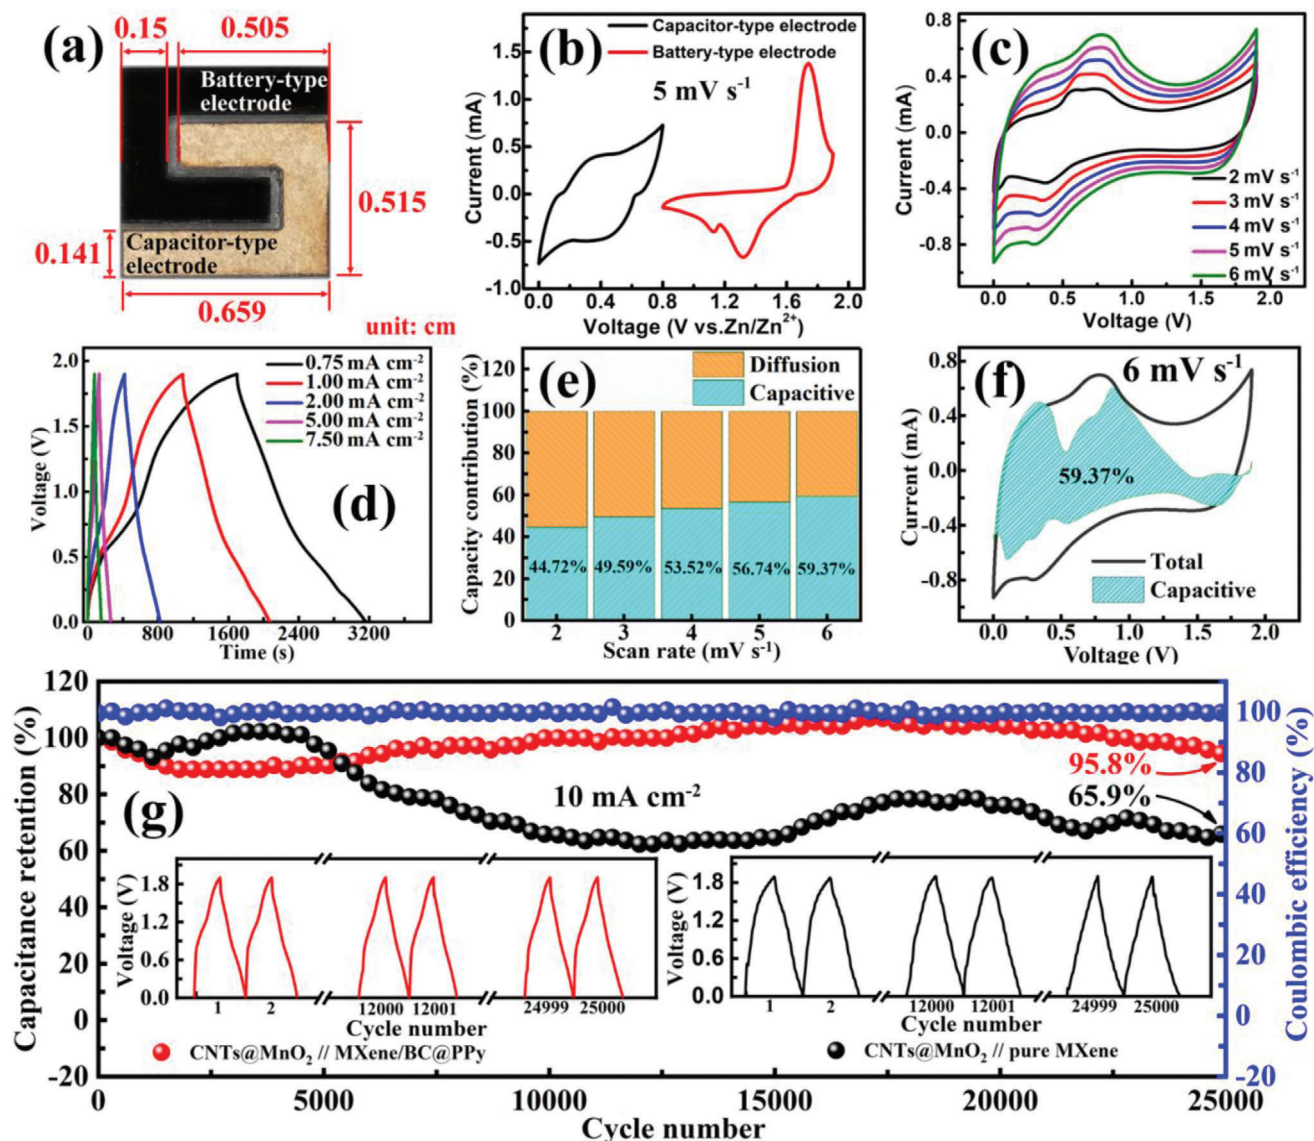 (a)
0.15
0.505
Battery-type
electrode
0.515
0.141
Capacitor-type
electrode
0.659
unit: cm
(b)
Capacitor-type electrode
Battery-type electrode
5 mV s⁻¹
Current (mA)
1.5
1.0
0.5
0.0
-0.5
-1.0
0.0 0.4 0.8 1.2 1.6 2.0
Voltage (V vs.Zn/Zn²⁺)
(c)
Current (mA)
0.8
0.4
0.0
-0.4
-0.8
2 mV s⁻¹
3 mV s⁻¹
4 mV s⁻¹
5 mV s⁻¹
6 mV s⁻¹
0.0 0.5 1.0 1.5 2.0
Voltage (V)
(d)
Voltage (V)
2.0
1.5
1.0
0.5
0.0
0.75 mA cm⁻²
1.00 mA cm⁻²
2.00 mA cm⁻²
5.00 mA cm⁻²
7.50 mA cm⁻²
0 800 1600 2400 3200
Time (s)
(e)
Capacity contribution (%)
120
100
80
60
40
20
0
Diffusion
Capacitive
44.72% 49.59% 53.52% 56.74% 59.37%
2 3 4 5 6
Scan rate (mV s⁻¹)
(f)
6 mV s⁻¹
Current (mA)
0.8
0.4
0.0
-0.4
-0.8
59.37%
Total
Capacitive
0.0 0.5 1.0 1.5 2.0
Voltage (V)
(g)
Capacitance retention (%)
120
100
80
60
40
20
0
-20
10 mA cm⁻²
95.8%
65.9%
Coulombic efficiency (%)
100
80
60
40
20
0
-20
Voltage (V)
1.8
1.2
0.6
0.0
1 2 12000 12001 24999 25000
Cycle number
Voltage (V)
1.8
1.2
0.6
0.0
1 2 12000 12001 24999 25000
Cycle number
CNTs@MnO₂ // MXene/BC@PPy
CNTs@MnO₂ // pure MXene
0 5000 10000 15000 20000 25000
Cycle number